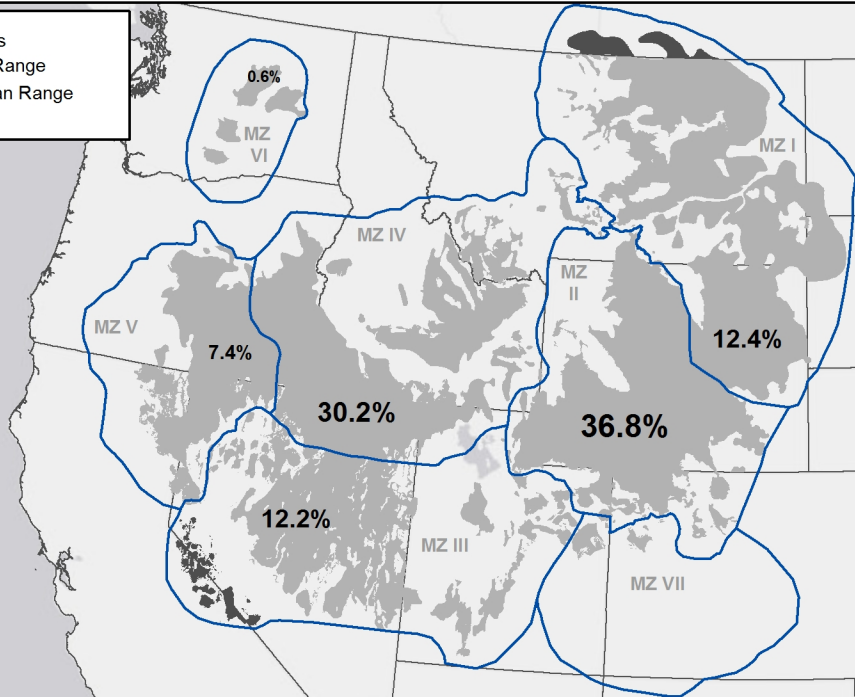 s
Range
an Range
0.6%
MZ
VI
MZ I
MZ IV
MZ
II
MZ V
7.4%
12.4%
30.2%
36.8%
12.2%
MZ III
MZ VII